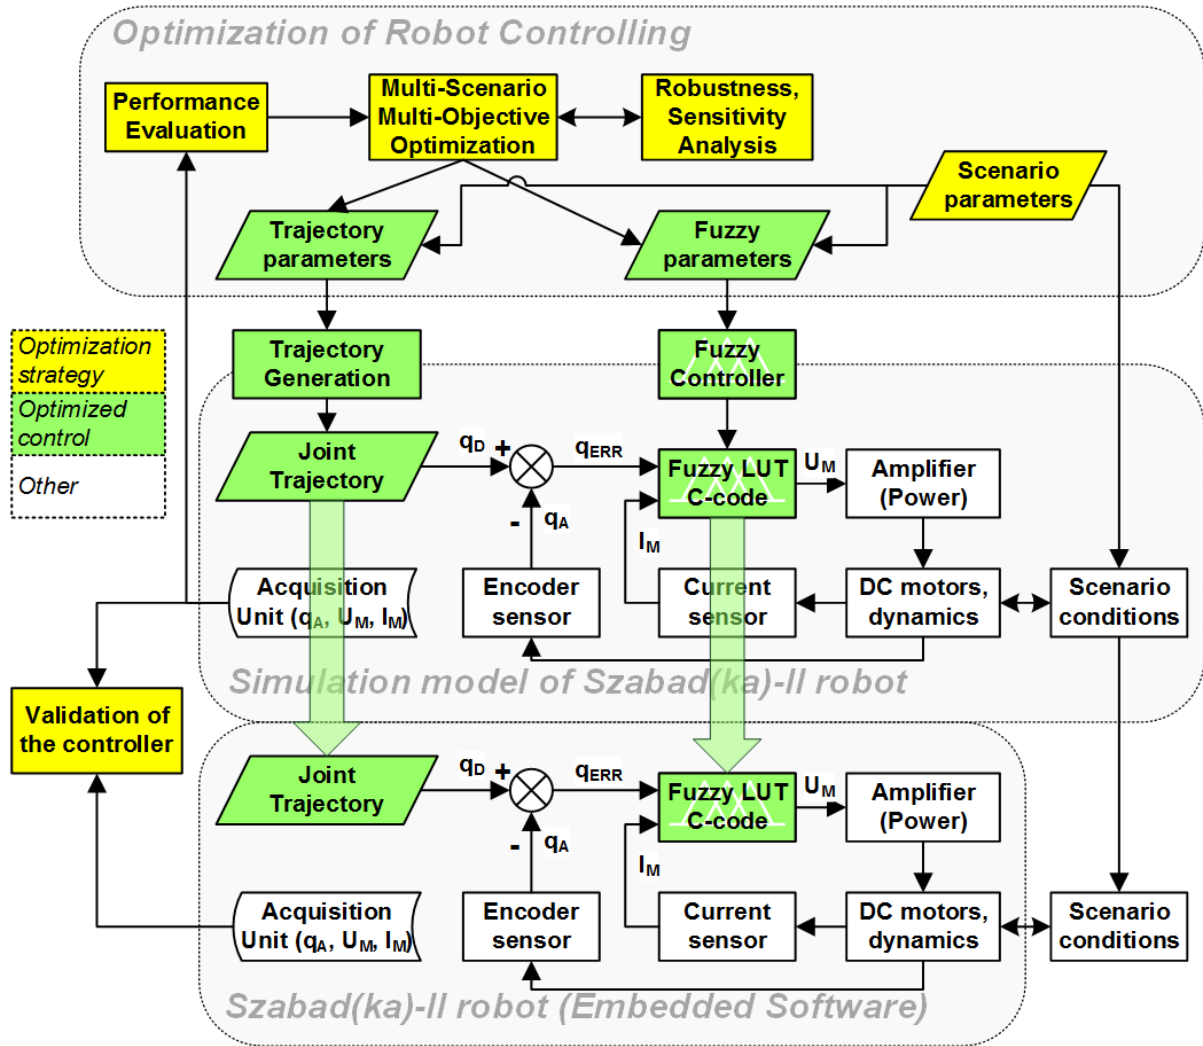 Optimization of Robot Controlling
Performance
Evaluation
Multi-Scenario
Multi-Objective
Optimization
Robustness,
Sensitivity
Analysis
Scenario
parameters
Trajectory
parameters
Fuzzy
parameters
Optimization
strategy
Optimized
control
Other
Trajectory
Generation
Fuzzy
Controller
Joint
Trajectory
qD
+
qERR
Fuzzy LUT
C-code
UM
Amplifier
(Power)
-
qA
IM
Acquisition
Unit (qA, UM, IM)
Encoder
sensor
Current
sensor
DC motors,
dynamics
Scenario
conditions
Simulation model of Szabad(ka)-II robot
Validation of
the controller
Joint
Trajectory
qD
+
qERR
Fuzzy LUT
C-code
UM
Amplifier
(Power)
-
qA
IM
Acquisition
Unit (qA, UM, IM)
Encoder
sensor
Current
sensor
DC motors,
dynamics
Scenario
conditions
Szabad(ka)-II robot (Embedded Software)